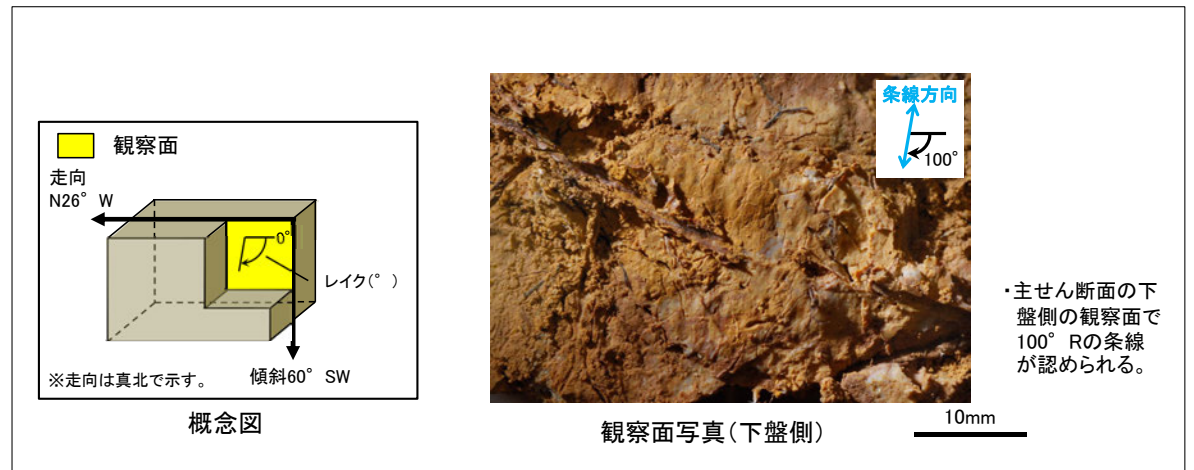 観察面
走向
N26° W
0°
レイク(°)
※走向は真北で示す。
傾斜60° SW
概念図
条線方向
100°
観察面写真(下盤側)
10mm
・主せん断面の下
盤側の観察面で
100° Rの条線
が認められる。